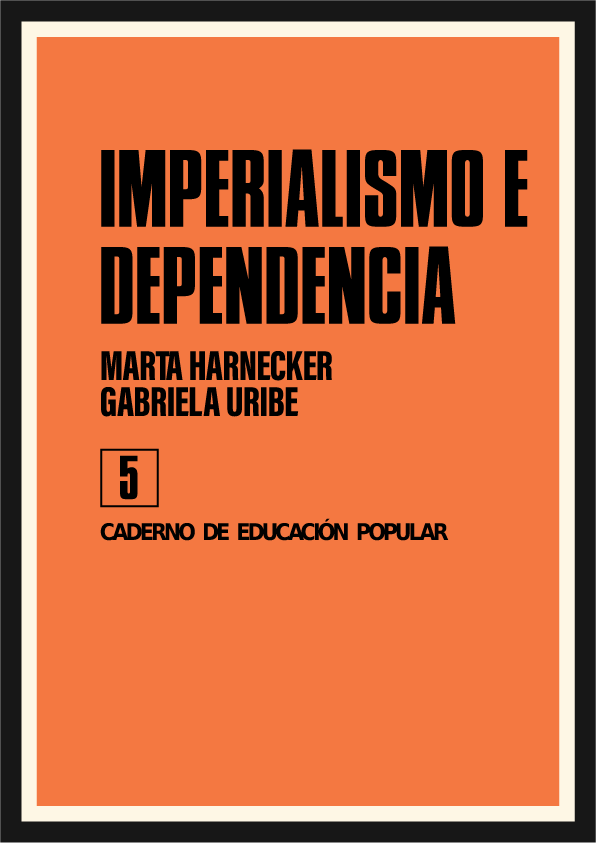 IMPERIALISMO E
DEPENDENCIA
MARTA HARNECKER
GABRIELA URIBE
5
CADERNO DE EDUCACIÓN POPULAR